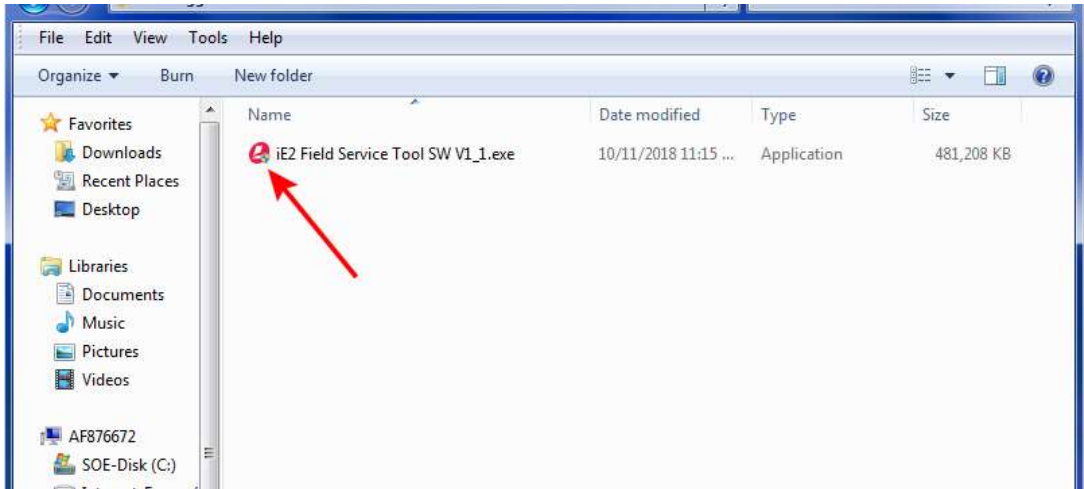 File Edit View Tools Help
Organize Burn New folder
Name Date modified Type Size
Favorites
Downloads
Recent Places
Desktop
iE2 Field Service Tool SW V1_1.exe 10/11/2018 11:15 ... Application 481,208 KB
Libraries
Documents
Music
Pictures
Videos
AF876672
SOE-Disk (C:)